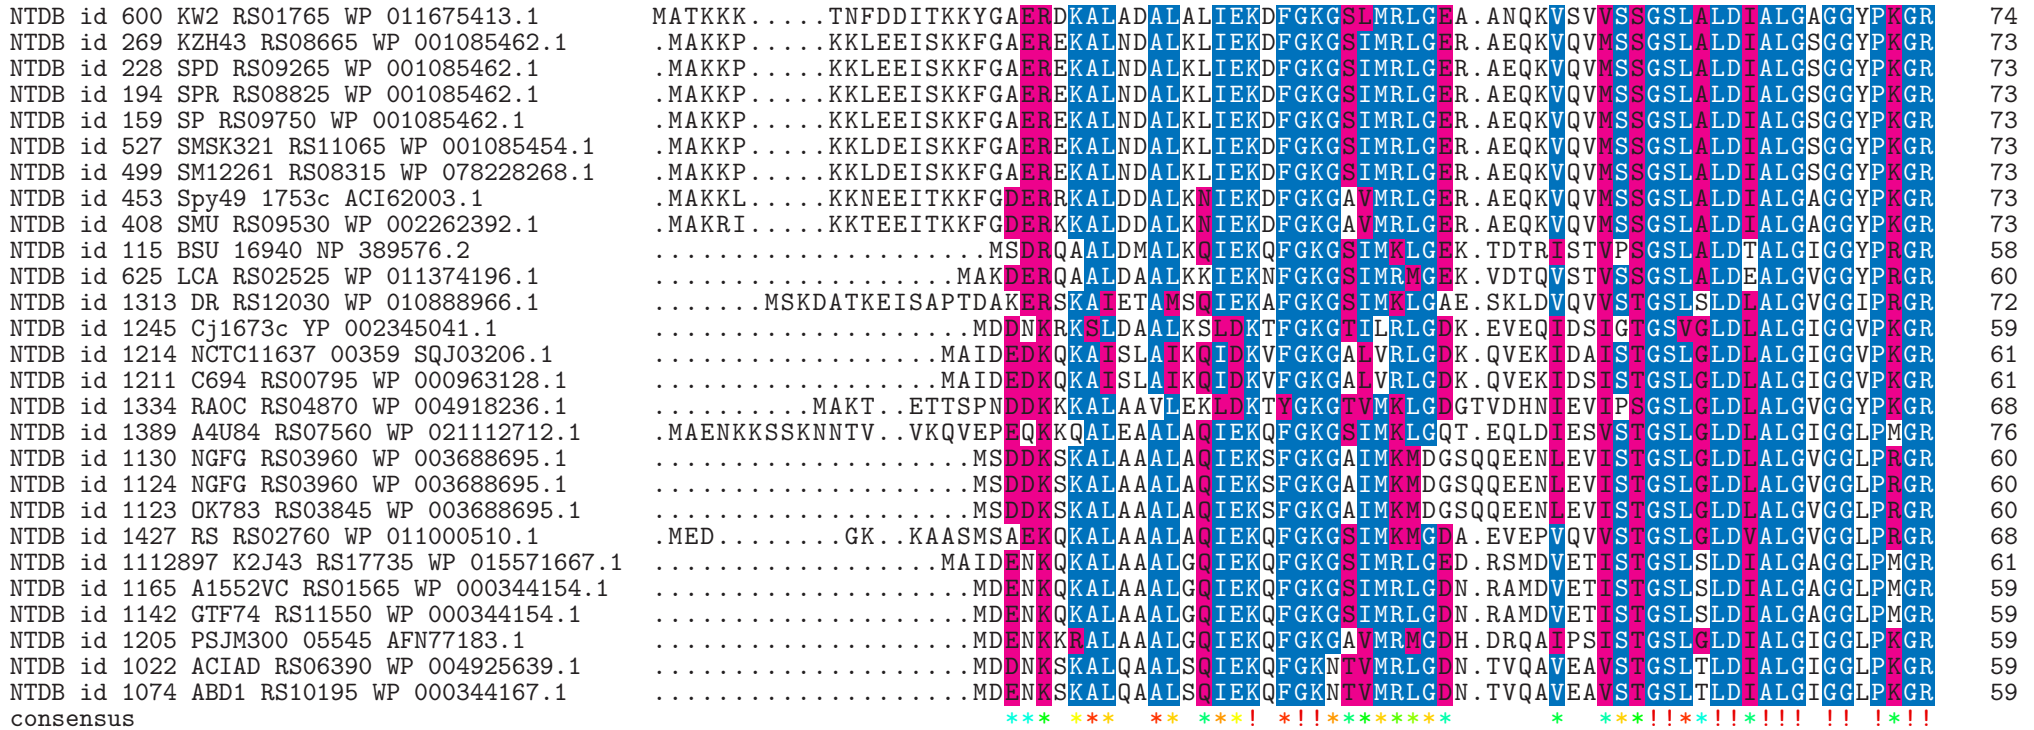 NTDB id 600 KW2 RS01765 WP 011675413.1 MATKKK.....TNFDDITKKYGAERDKALADALALIEKDFGKGSLMRLGEA.ANQKVSVVSSGSLALDIALGAGGYPKGR 74
NTDB id 269 KZH43 RS08665 WP 001085462.1 .MAKKP.....KKLEEISKKFGAEREKALNDALKLIEKDFGKGSIMRLGER.AEQKVQVMSSGSLALDIALGSGGYPKGR 73
NTDB id 228 SPD RS09265 WP 001085462.1 .MAKKP.....KKLEEISKKFGAEREKALNDALKLIEKDFGKGSIMRLGER.AEQKVQVMSSGSLALDIALGSGGYPKGR 73
NTDB id 194 SPR RS08825 WP 001085462.1 .MAKKP.....KKLEEISKKFGAEREKALNDALKLIEKDFGKGSIMRLGER.AEQKVQVMSSGSLALDIALGSGGYPKGR 73
NTDB id 159 SP RS09750 WP 001085462.1 .MAKKP.....KKLEEISKKFGAEREKALNDALKLIEKDFGKGSIMRLGER.AEQKVQVMSSGSLALDIALGSGGYPKGR 73
NTDB id 527 SMSK321 RS11065 WP 001085454.1 .MAKKP.....KKLDEISKKFGAEREKALNDALKLIEKDFGKGSIMRLGER.AEQKVQVMSSGSLALDIALGSGGYPKGR 73
NTDB id 499 SM12261 RS08315 WP 078228268.1 .MAKKP.....KKLDEISKKFGAEREKALNDALKLIEKDFGKGSIMRLGER.AEQKVQVMSSGSLALDIALGSGGYPKGR 73
NTDB id 453 Spy49 1753c ACI62003.1 .MAKKL.....KKNEEITKKFGDERRKALDDALKNIEKDFGKGAVMRLGER.AEQKVQVMSSGSLALDIALGAGGYPKGR 73
NTDB id 408 SMU RS09530 WP 002262392.1 .MAKRI.....KKTEEITKKFGDERKKALDDALKNIEKDFGKGAVMRLGER.AEQKVQVMSSGSLALDIALGAGGYPKGR 73
NTDB id 115 BSU 16940 NP 389576.2 .....................MSDRQAALDMALKQIEKQFGKGSIMKLGEK.TDTRISTVPSGSLALDTALGIGGYPRGR 58
NTDB id 625 LCA RS02525 WP 011374196.1 ...................MAKDERQAALDAALKKIEKNFGKGSIMRMGEK.VDTQVSTVSSGSLALDEALGVGGYPRGR 60
NTDB id 1313 DR RS12030 WP 010888966.1 .......MSKDATKEISAPTDAKERSKAIETAMSQIEKAFGKGSIMKLGAE.SKLDVQVVSTGSLSLDLALGVGGIPRGR 72
NTDB id 1245 Cj1673c YP 002345041.1 ....................MDDNKRKSLDAALKSLDKTFGKGTILRLGDK.EVEQIDSIGTGSVGLDLALGIGGVPKGR 59
NTDB id 1214 NCTC11637 00359 SQJ03206.1 ..................MAIDEDKQKAISLAIKQIDKVFGKGALVRLGDK.QVEKIDAISTGSLGLDLALGIGGVPKGR 61
NTDB id 1211 C694 RS00795 WP 000963128.1 ..................MAIDEDKQKAISLAIKQIDKVFGKGALVRLGDK.QVEKIDSISTGSLGLDLALGIGGVPKGR 61
NTDB id 1334 RA0C RS04870 WP 004918236.1 ..........MAKT..ETTSPNDDKKKALAAVLEKLDKTYGKGTVMKLGDGTVDHNIEVIPSGSLGLDLALGVGGYPKGR 68
NTDB id 1389 A4U84 RS07560 WP 021112712.1 .MAENKKSSKNNTV..VKQVEPEQKKQALEAALAQIEKQFGKGSIMKLGQT.EQLDIESVSTGSLGLDLALGIGGLPMGR 76
NTDB id 1130 NGFG RS03960 WP 003688695.1 ....................MSDDKSKALAAALAQIEKSFGKGAIMKMDGSQQEENLEVISTGSLGLDLALGVGGLPRGR 60
NTDB id 1124 NGFG RS03960 WP 003688695.1 ....................MSDDKSKALAAALAQIEKSFGKGAIMKMDGSQQEENLEVISTGSLGLDLALGVGGLPRGR 60
NTDB id 1123 OK783 RS03845 WP 003688695.1 ....................MSDDKSKALAAALAQIEKSFGKGAIMKMDGSQQEENLEVISTGSLGLDLALGVGGLPRGR 60
NTDB id 1427 RS RS02760 WP 011000510.1 .MED........GK..KAASMSAEKQKALAAALAQIEKQFGKGSIMKMGDA.EVEPVQVVSTGSLGLDVALGVGGLPRGR 68
NTDB id 1112897 K2J43 RS17735 WP 015571667.1 ..................MAIDENKQKALAAALGQIEKQFGKGSIMRLGED.RSMDVETISTGSLSLDIALGAGGLPMGR 61
NTDB id 1165 A1552VC RS01565 WP 000344154.1 ....................MDENKQKALAAALGQIEKQFGKGSIMRLGDN.RAMDVETISTGSLSLDIALGAGGLPMGR 59
NTDB id 1142 GTF74 RS11550 WP 000344154.1 ....................MDENKQKALAAALGQIEKQFGKGSIMRLGDN.RAMDVETISTGSLSLDIALGAGGLPMGR 59
NTDB id 1205 PSJM300 05545 AFN77183.1 ....................MDENKKRALAAALGQIEKQFGKGAVMRMGDH.DRQAIPSISTGSLGLDIALGIGGLPKGR 59
NTDB id 1022 ACIAD RS06390 WP 004925639.1 ....................MDDNKSKALQAALSQIEKQFGKNTVMRLGDN.TVQAVEAVSTGSLTLDIALGIGGLPKGR 59
NTDB id 1074 ABD1 RS10195 WP 000344167.1 ....................MDENKSKALQAALSQIEKQFGKNTVMRLGDN.TVQAVEAVSTGSLTLDIALGIGGLPKGR 59
consensus *** *** ** ***! *!!******** * ***!!**!!*!!! !! !*!!